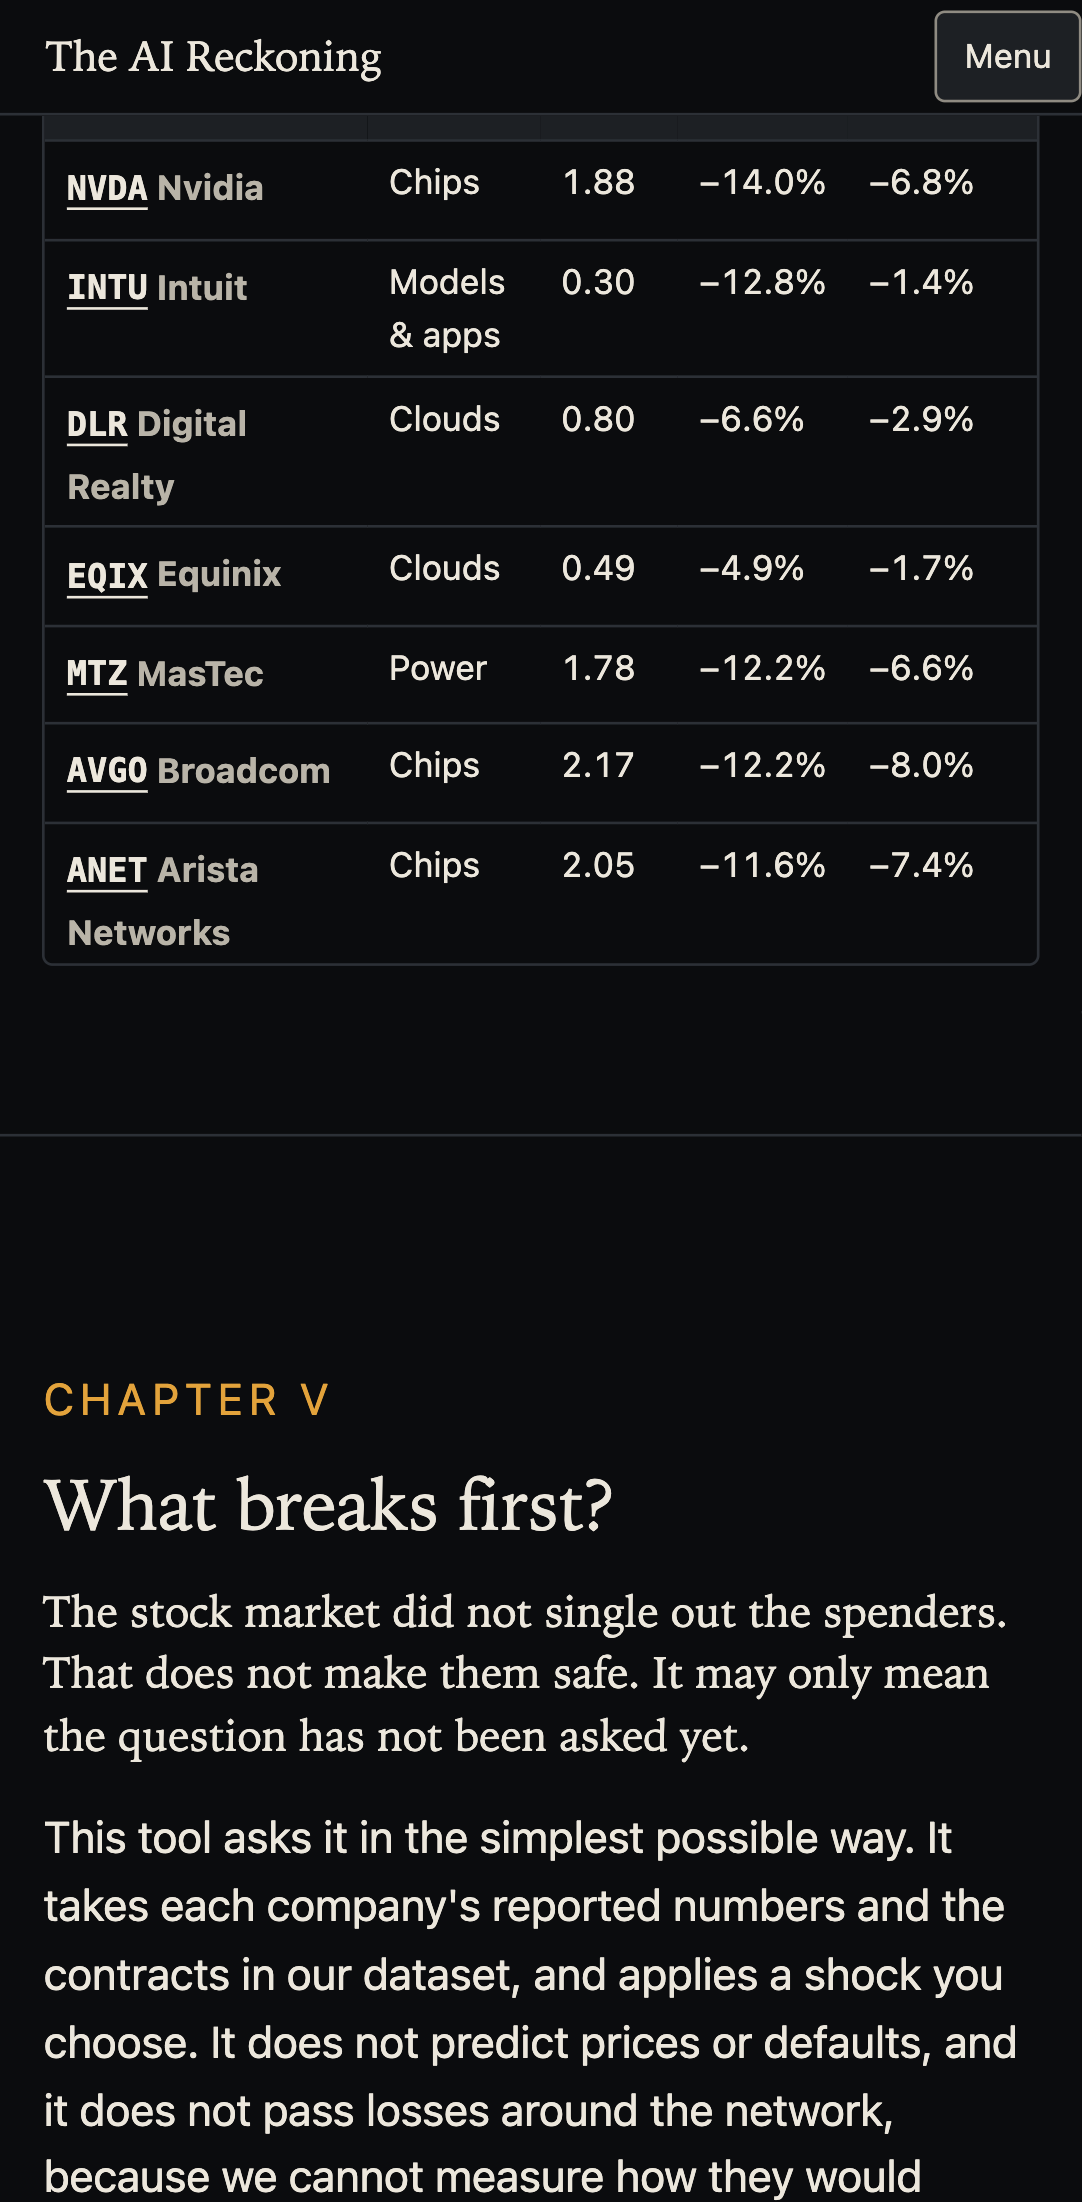 The AI Reckoning
Menu
NVDA Nvidia Chips 1.88 −14.0% −6.8%
INTU Intuit Models 0.30 −12.8% −1.4%
& apps
DLR Digital Clouds 0.80 −6.6% −2.9%
Realty
EQIX Equinix Clouds 0.49 −4.9% −1.7%
MTZ MasTec Power 1.78 −12.2% −6.6%
AVGO Broadcom Chips 2.17 −12.2% −8.0%
ANET Arista Chips 2.05 −11.6% −7.4%
Networks
CHAPTER V
What breaks first?
The stock market did not single out the spenders.
That does not make them safe. It may only mean
the question has not been asked yet.
This tool asks it in the simplest possible way. It
takes each company's reported numbers and the
contracts in our dataset, and applies a shock you
choose. It does not predict prices or defaults, and
it does not pass losses around the network,
because we cannot measure how they would